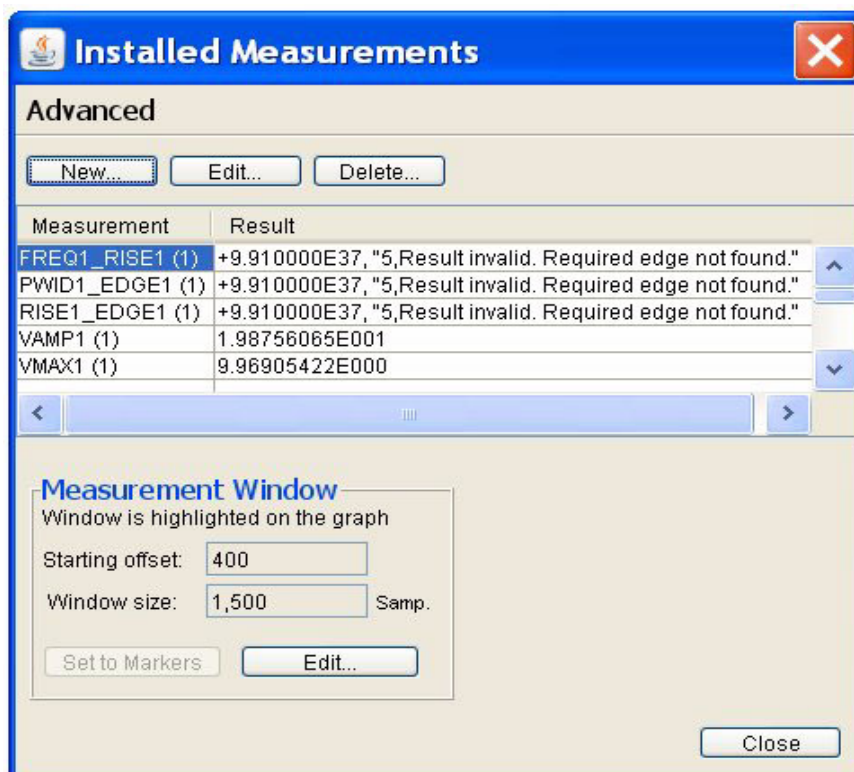 Installed Measurements
Advanced
New... Edit... Delete...
Measurement Result
FREQ1_RISE1 (1) +9.910000E37, "5,Result invalid. Required edge not found."
PWID1_EDGE1 (1) +9.910000E37, "5,Result invalid. Required edge not found."
RISE1_EDGE1 (1) +9.910000E37, "5,Result invalid. Required edge not found."
VAMP1 (1) 1.98756065E001
VMAX1 (1) 9.96905422E000
Measurement Window
Window is highlighted on the graph
Starting offset: 400
Window size: 1,500 Samp.
Set to Markers Edit...
Close